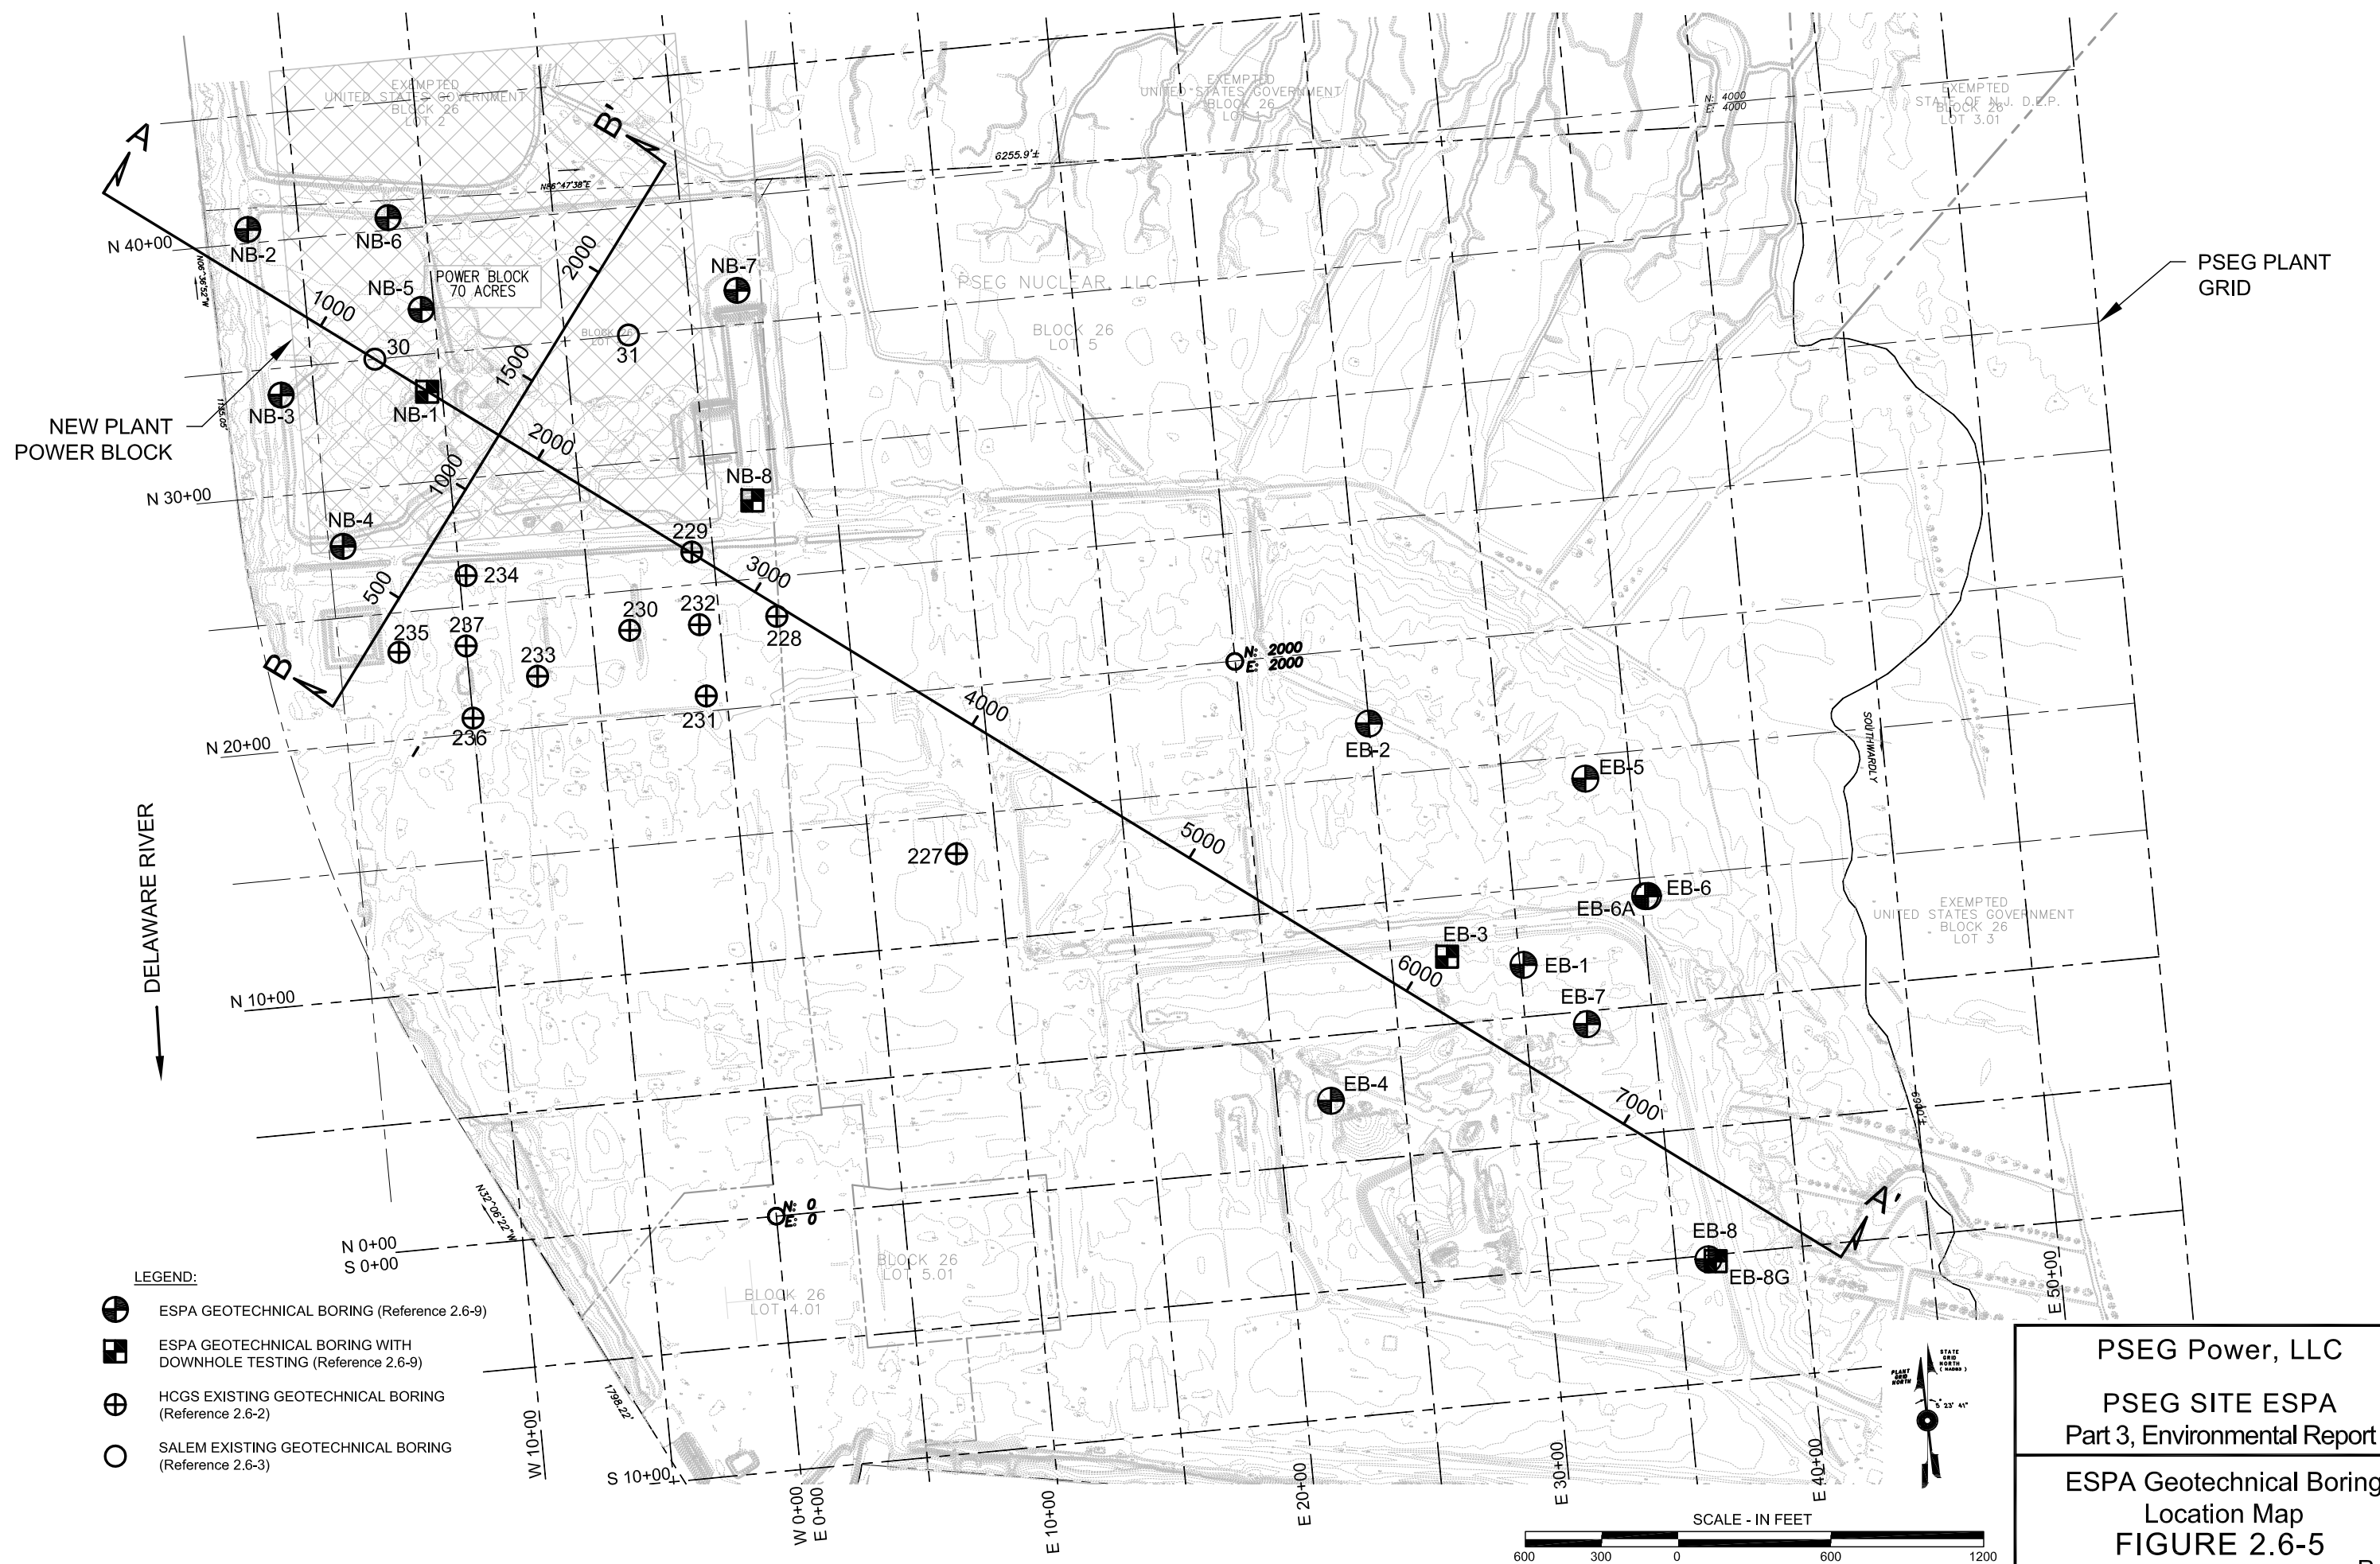 EXEMPTED
UNITED STATES GOVERNMENT
BLOCK 26
LOT 2
EXEMPTED
UNITED STATES GOVERNMENT
BLOCK 26
N: 4000
E: 4000
EXEMPTED
STATE OF N.J. D.E.P.
BLOCK 26
LOT 3.01
A
B'
6255.9'±
N86°47'38"E
N 40+00
NB-2
NB-6
2000
NB-7
POWER BLOCK
70 ACRES
NB-5
PSEG NUCLEAR, LLC
BLOCK 26
LOT 5
PSEG PLANT
GRID
1000
30
31
1500
NB-3
NB-1
NEW PLANT
POWER BLOCK
2000
1000
N 30+00
NB-8
NB-4
229
3000
234
500
230
232
228
235
237
233
B
231
236
N: 2000
E: 2000
4000
N 20+00
EB-2
EB-5
SOUTHWARDLY
5000
227
DELAWARE RIVER
EB-6
EB-6A
EXEMPTED
UNITED STATES GOVERNMENT
BLOCK 26
LOT 3
EB-3
EB-1
6000
N 10+00
EB-7
EB-4
7000
N32°06'22"W
N: 0
E: 0
A'
N 0+00
S 0+00
BLOCK 26
LOT 5.01
BLOCK 26
LOT 4.01
EB-8
EB-8G
E 50+00
LEGEND:
ESPA GEOTECHNICAL BORING (Reference 2.6-9)
ESPA GEOTECHNICAL BORING WITH
DOWNHOLE TESTING (Reference 2.6-9)
HCGS EXISTING GEOTECHNICAL BORING
(Reference 2.6-2)
SALEM EXISTING GEOTECHNICAL BORING
(Reference 2.6-3)
1798.22'
S 10+00
W 10+00
W 0+00
E 0+00
E 10+00
E 20+00
E 30+00
E 40+00
PLANT
GRID
NORTH
STATE
GRID
NORTH
5° 23' 41"
SCALE - IN FEET
600 300 0 600 1200
PSEG Power, LLC
PSEG SITE ESPA
Part 3, Environmental Report
ESPA Geotechnical Boring
Location Map
FIGURE 2.6-5